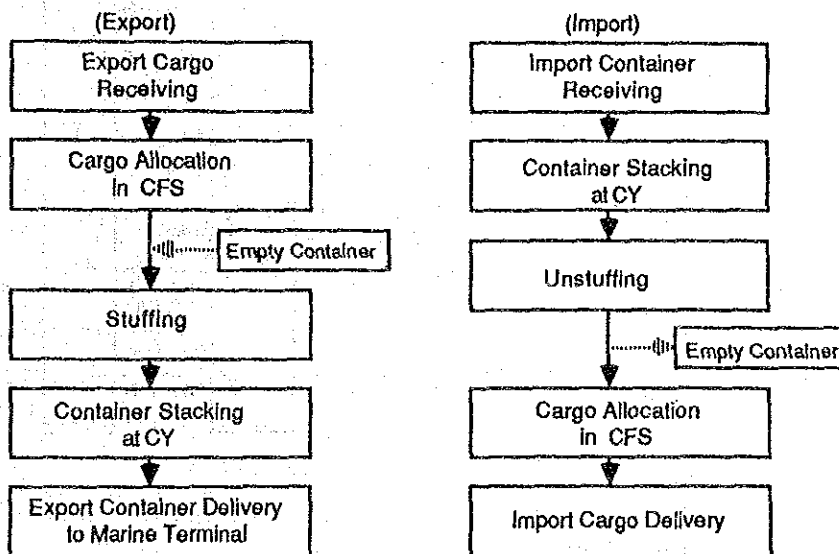 (Export)
Export Cargo
Receiving
Cargo Allocation
in CFS
Empty Container
Stuffing
Container Stacking
at CY
Export Container Delivery
to Marine Terminal
(Import)
Import Container
Receiving
Container Stacking
at CY
Unstuffing
Empty Container
Cargo Allocation
in CFS
Import Cargo Delivery